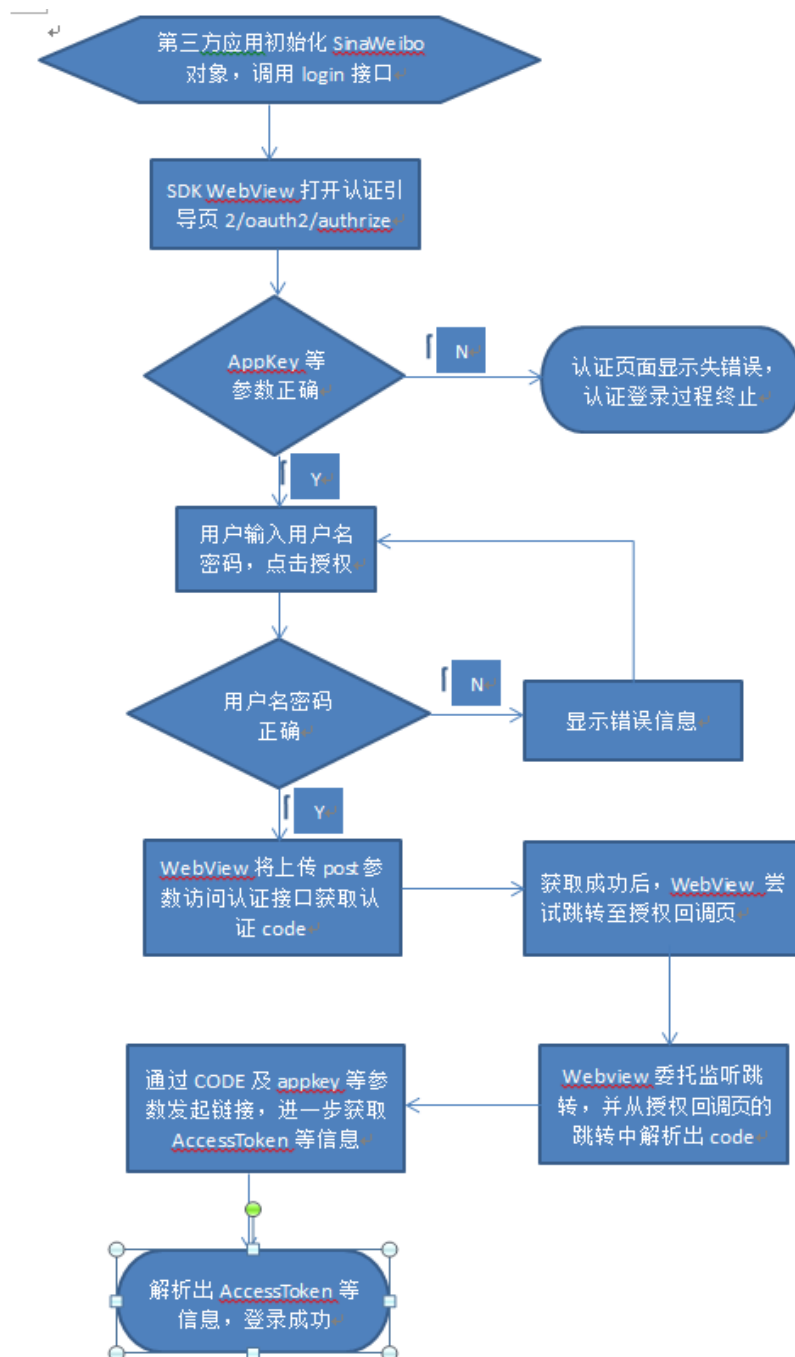 第三方应用初始化 SinaWeibo
对象，调用 login 接口
SDK WebView 打开认证引
导页 2/oauth2/authrize
AppKey 等
参数正确
N
认证页面显示失错误，
认证登录过程终止
Y
用户输入用户名
密码，点击授权
用户名密码
正确
N
显示错误信息
Y
WebView 将上传 post 参
数访问认证接口获取认
证 code
获取成功后，WebView 尝
试跳转至授权回调页
Webview 委托监听跳
转，并从授权回调页的
跳转中解析出 code
通过 CODE 及 appkey 等参
数发起链接，进一步获取
AccessToken 等信息
解析出 AccessToken 等
信息，登录成功